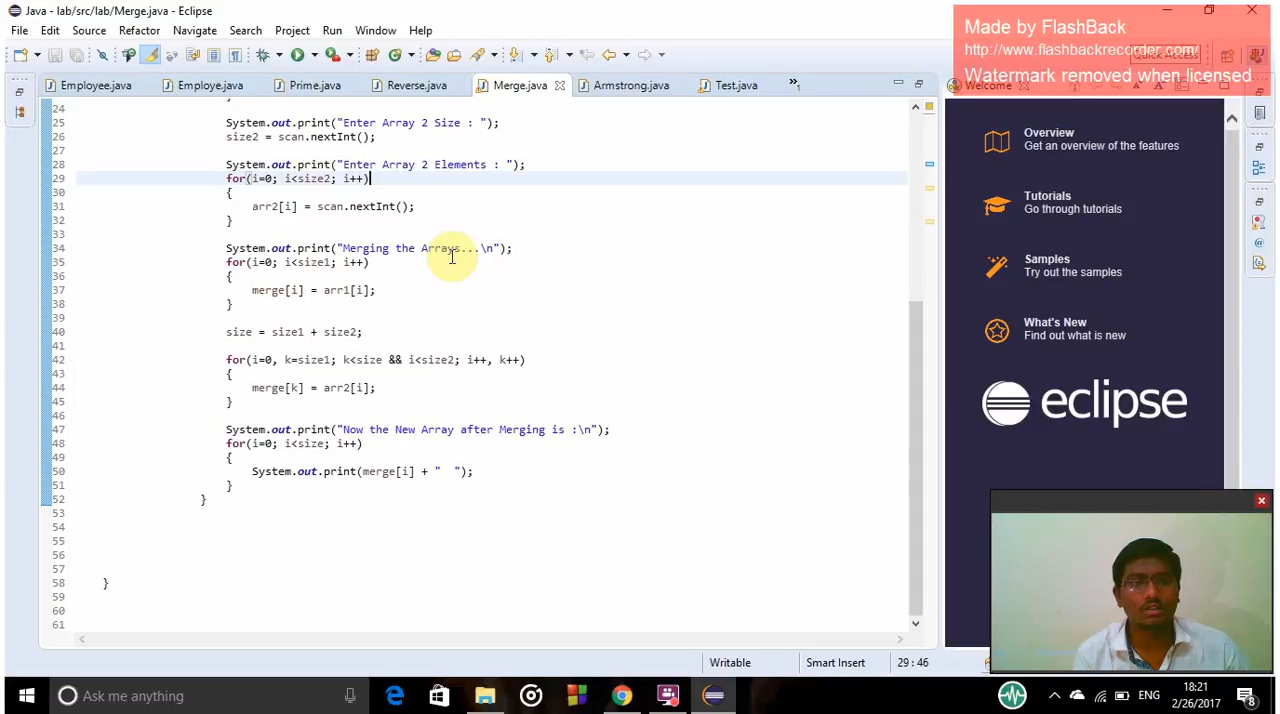 Java - lab/src/lab/Merge.java - Eclipse
File Edit Source Refactor Navigate Search Project Run Window Help
Made by FlashBack
http://www.flashbackrecorder.com/
Watermark removed when licensed
Quick Access
Employee.java Employe.java Prime.java Reverse.java Merge.java Armstrong.java Test.java »1
Welcome
24 }
25 System.out.print("Enter Array 2 Size : ");
26 size2 = scan.nextInt();
27
28 System.out.print("Enter Array 2 Elements : ");
29 for(i=0; i<size2; i++)
30 {
31 arr2[i] = scan.nextInt();
32 }
33
34 System.out.print("Merging the Arrays...\n");
35 for(i=0; i<size1; i++)
36 {
37 merge[i] = arr1[i];
38 }
39
40 size = size1 + size2;
41
42 for(i=0, k=size1; k<size && i<size2; i++, k++)
43 {
44 merge[k] = arr2[i];
45 }
46
47 System.out.print("Now the New Array after Merging is :\n");
48 for(i=0; i<size; i++)
49 {
50 System.out.print(merge[i] + "  ");
51 }
52 }
53
54
55
56
57
58 }
59
60
61
Overview
Get an overview of the features
Tutorials
Go through tutorials
Samples
Try out the samples
What's New
Find out what is new
eclipse
Writable Smart Insert 29 : 46
Ask me anything
ENG
18:21
2/26/2017
8